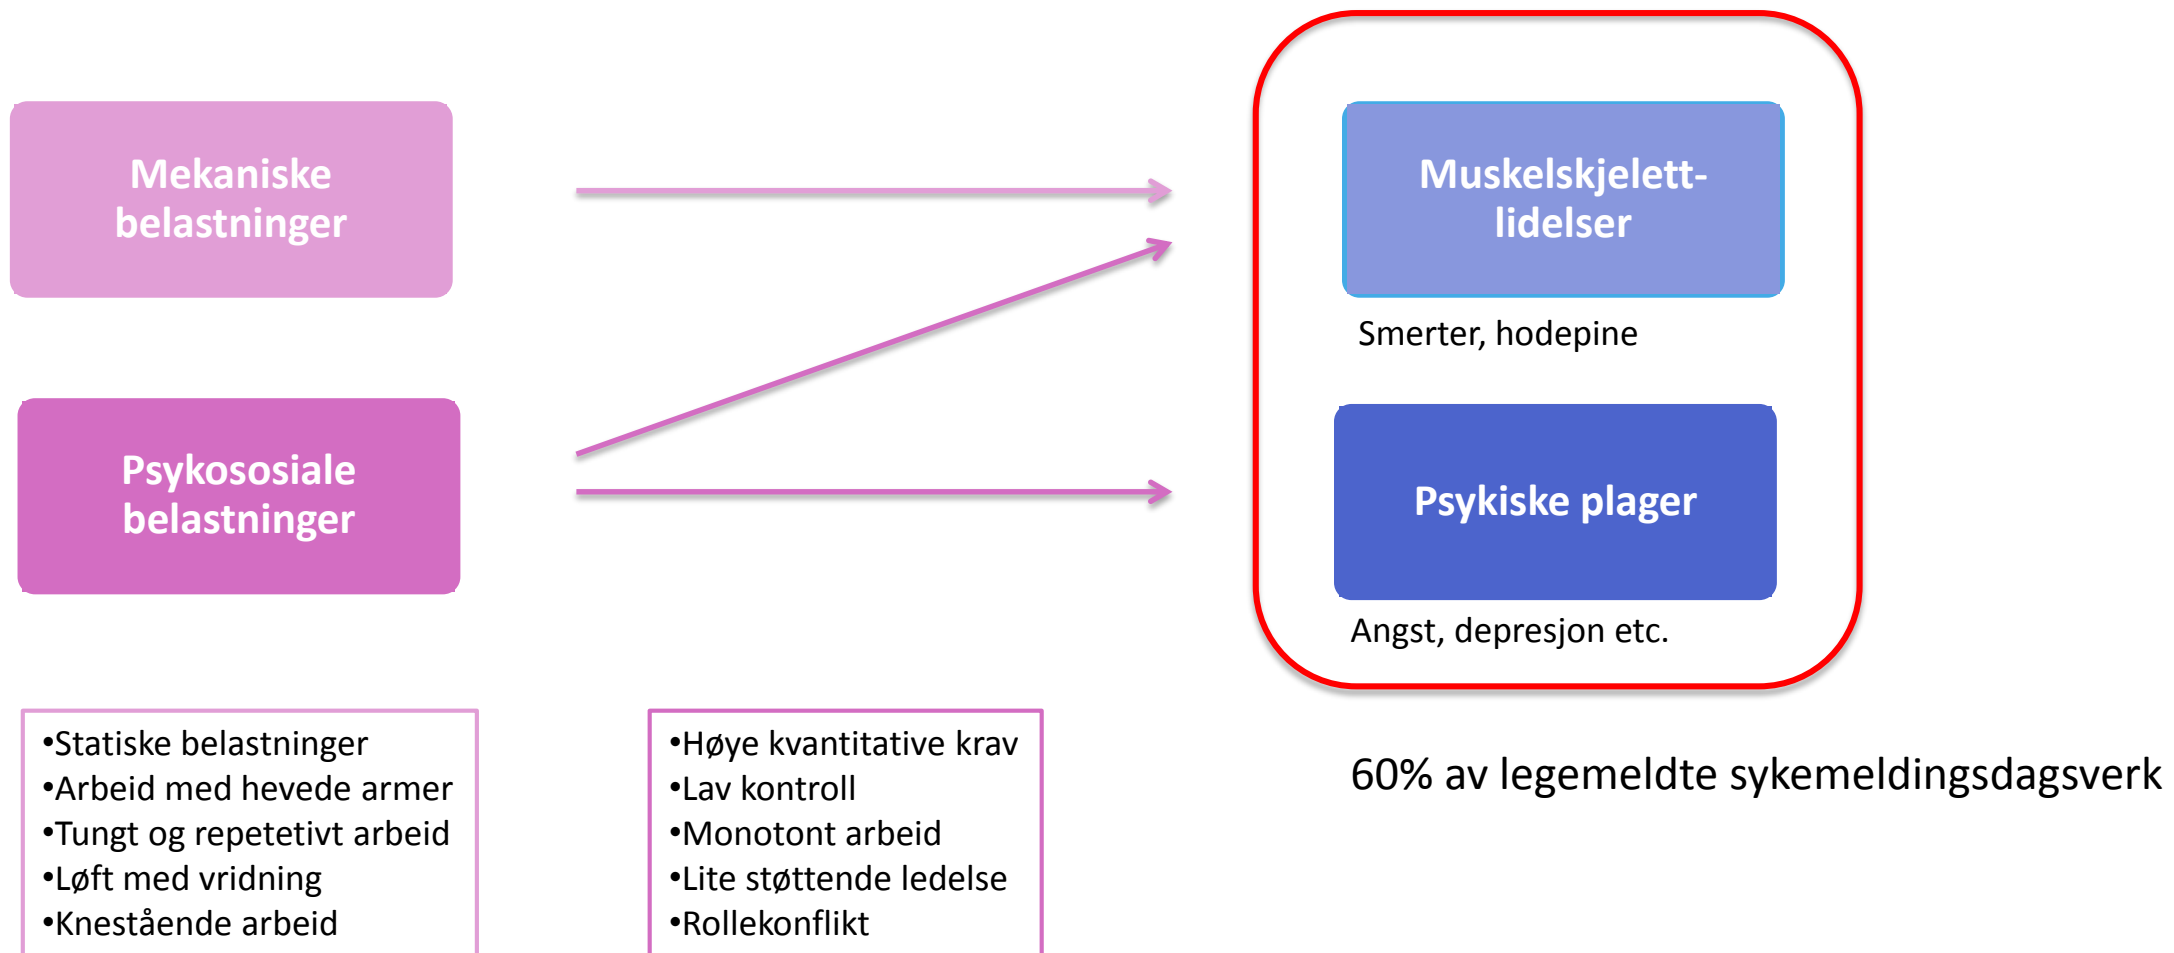 Mekaniske
belastninger
Muskelskjelett-
lidelser
Smerter, hodepine
Psykososiale
belastninger
Psykiske plager
Angst, depresjon etc.
•Statiske belastninger
•Arbeid med hevede armer
•Tungt og repetetivt arbeid
•Løft med vridning
•Knestående arbeid
•Høye kvantitative krav
•Lav kontroll
•Monotont arbeid
•Lite støttende ledelse
•Rollekonflikt
60% av legemeldte sykemeldingsdagsverk